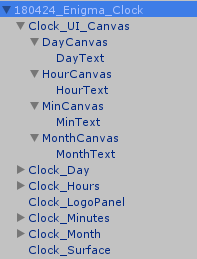 180424_Enigma_Clock
Clock_UI_Canvas
DayCanvas
DayText
HourCanvas
HourText
MinCanvas
MinText
MonthCanvas
MonthText
Clock_Day
Clock_Hours
Clock_LogoPanel
Clock_Minutes
Clock_Month
Clock_Surface